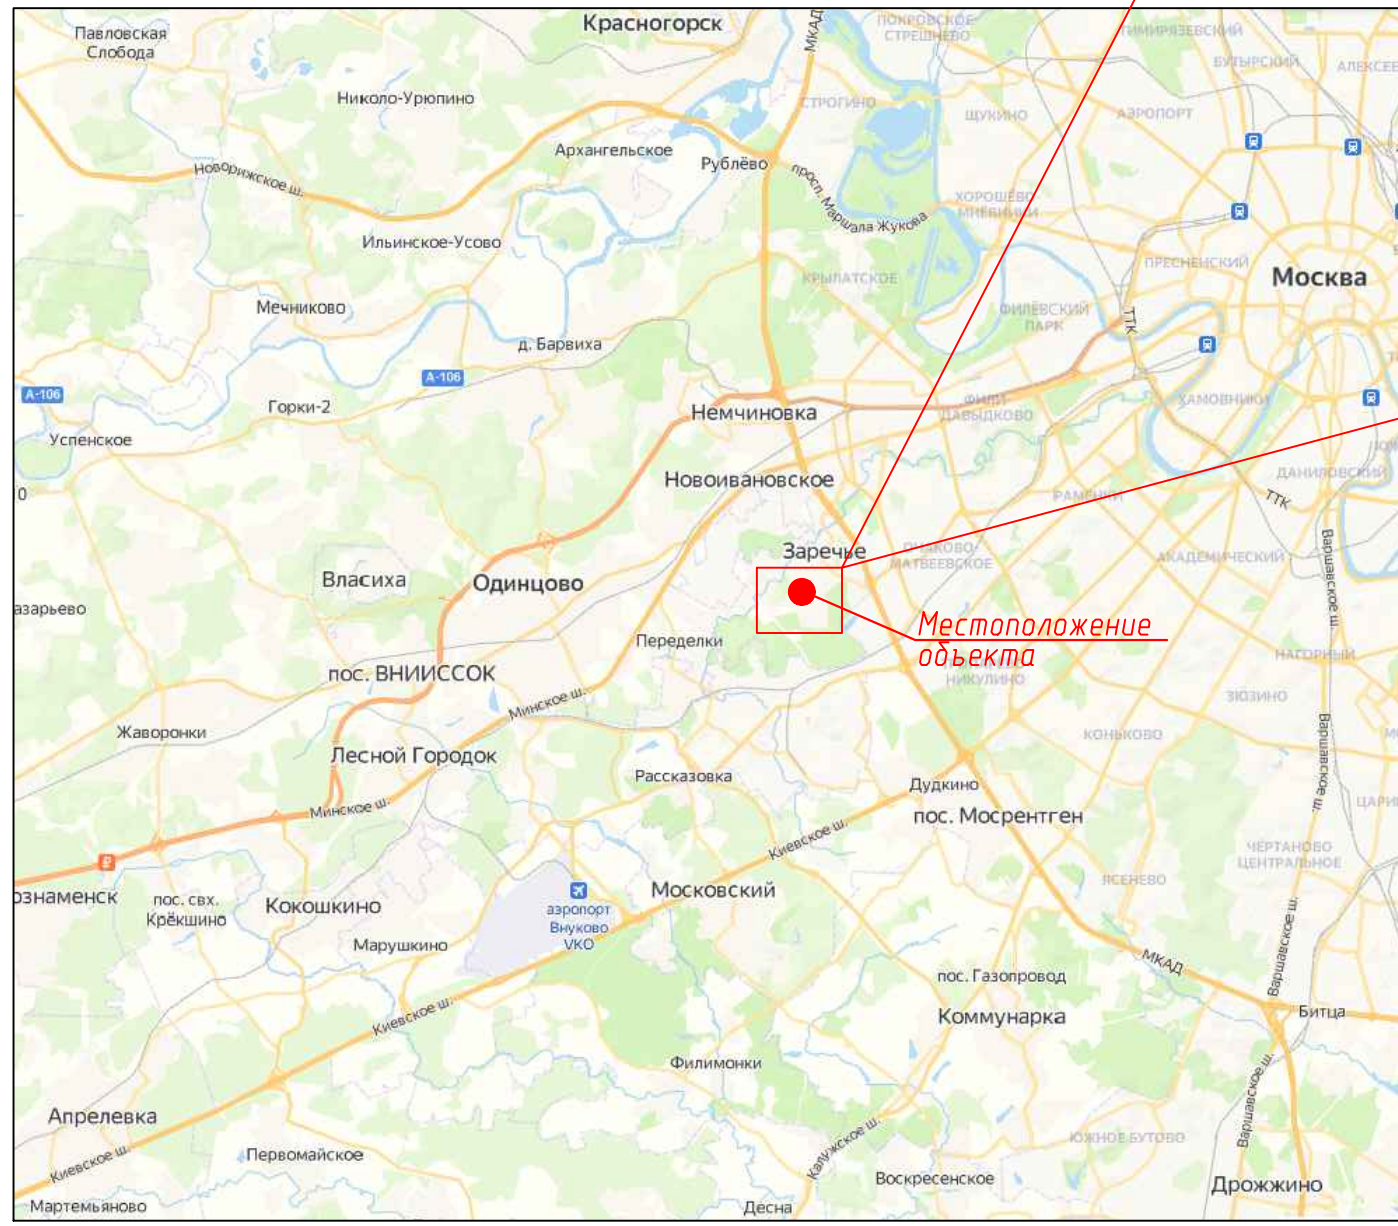 Красногорск
МКАД
ПОКРОВСКОЕ-
СТРЕШНЕВО
ТИМИРЯЗЕВСКИЙ
Павловская
Слобода
БУТЫРСКИЙ
Николо-Урюпино
СТРОГИНО
ЩУКИНО
АЭРОПОРТ
Архангельское
Рублёво
Новорижское ш.
просп. Маршала Жукова
ХОРОШЁВО-
МНЁВНИКИ
Ильинское-Усово
ПРЕСНЕНСКИЙ
Москва
КРЫЛАТСКОЕ
Мечниково
ФИЛЁВСКИЙ
ПАРК
ТТК
д. Барвиха
А-106
А-106
Горки-2
Немчиновка
ФИЛИ-
ДАВЫДКОВО
ХАМОВНИКИ
Успенское
Новоивановское
ДАНИЛОВСКИЙ
0
РАМЕНКИ
ТТК
Заречье
ОЧАКОВО-
МАТВЕЕВСКОЕ
АКАДЕМИЧЕСКИЙ
Варшавское ш.
Власиха
Одинцово
азарьево
Местоположение
объекта
Переделки
НАГОРНЫЙ
пос. ВНИИССОК
НИКУЛИНО
ЗЮЗИНО
Минское ш.
Жаворонки
КОНЬКОВО
Варшавское ш.
Лесной Городок
Рассказовка
Дудкино
Минское ш.
пос. Мосрентген
Киевское ш.
ЧЕРТАНОВО
ЦЕНТРАЛЬНОЕ
ЯСЕНЕВО
ознаменск
пос. свх.
Крёкшино
Кокошкино
Московский
аэропорт
Внуково
VKO
Марушкино
Варшавское ш.
МКАД
пос. Газопровод
Киевское ш.
Коммунарка
Битца
Филимонки
Варшавское ш.
Апрелевка
Калужское ш.
ЮЖНОЕ БУТОВО
Первомайское
Киевское ш.
Воскресенское
Дрожжино
Мартемьяново
Десна